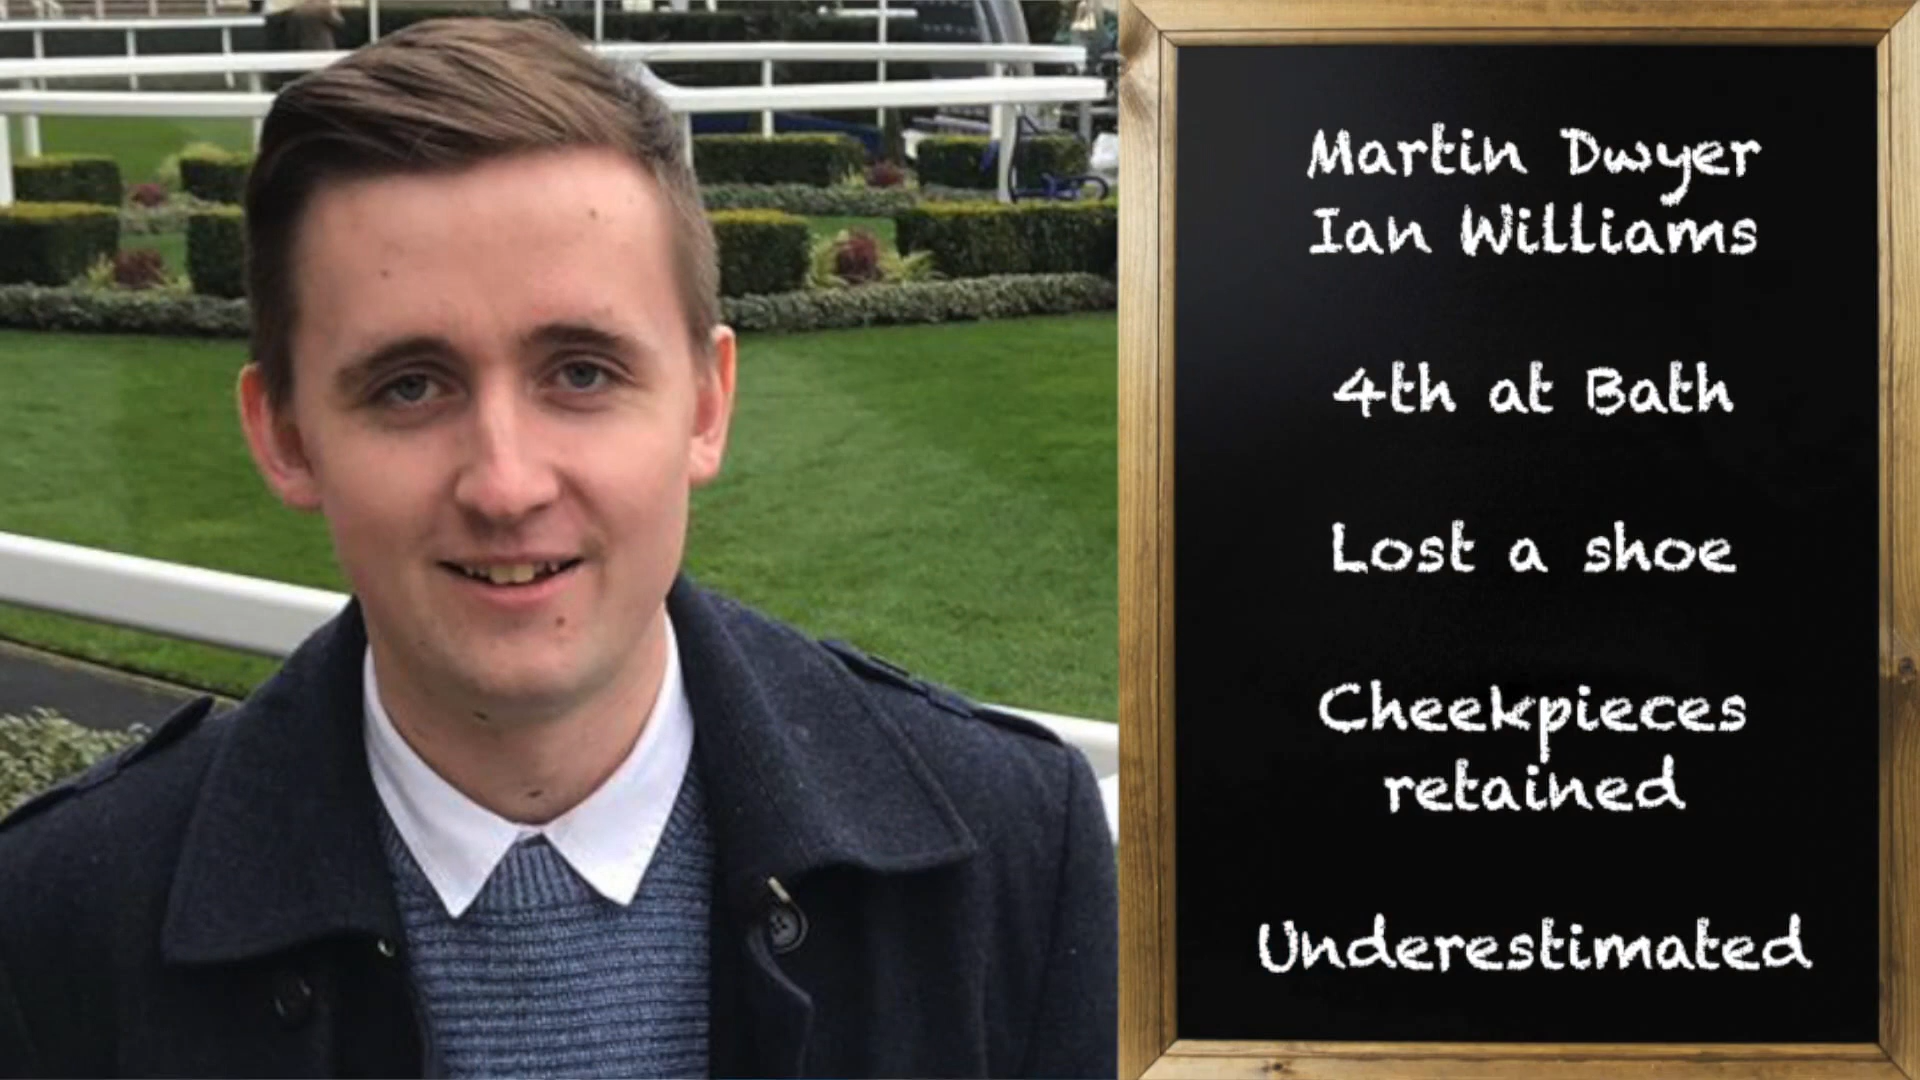 Martin Dwyer
Ian Williams
4th at Bath
Lost a shoe
Cheekpieces
retained
Underestimated